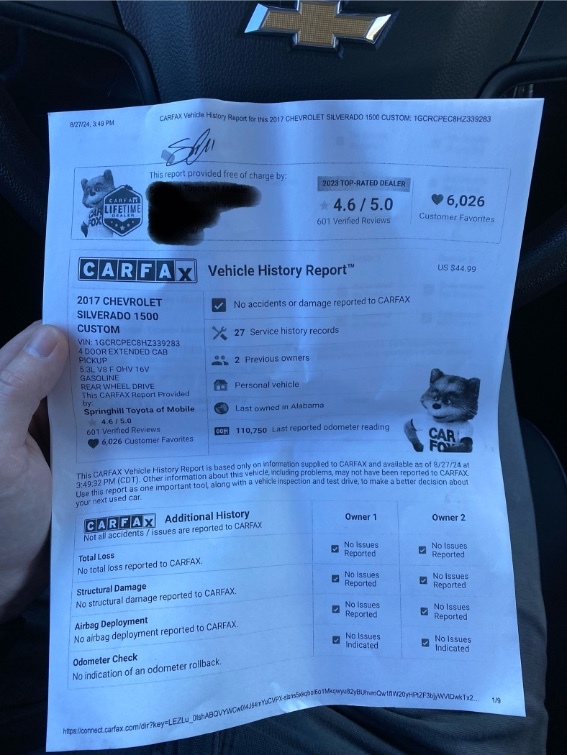 8/27/24, 3:49 PM
CARFAX Vehicle History Report for this 2017 CHEVROLET SILVERADO 1500 CUSTOM: 1GCRCPEC8HZ339283
This report provided free of charge by:
CARFAX
LIFETIME
DEALER
CAR
FOX
2023 TOP-RATED DEALER
4.6 / 5.0
601 Verified Reviews
6,026
Customer Favorites
CARFAX Vehicle History Report™
US $44.99
2017 CHEVROLET
SILVERADO 1500
CUSTOM
VIN: 1GCRCPEC8HZ339283
4 DOOR EXTENDED CAB
PICKUP
5.3L V8 F OHV 16V
GASOLINE
REAR WHEEL DRIVE
This CARFAX Report Provided
by:
Springhill Toyota of Mobile
4.6 / 5.0
601 Verified Reviews
6,026 Customer Favorites
No accidents or damage reported to CARFAX
27 Service history records
2 Previous owners
Personal vehicle
Last owned in Alabama
110,750 Last reported odometer reading
CAR
FOX
This CARFAX Vehicle History Report is based only on information supplied to CARFAX and available as of 8/27/24 at
3:49:32 PM (CDT). Other information about this vehicle, including problems, may not have been reported to CARFAX.
Use this report as one important tool, along with a vehicle inspection and test drive, to make a better decision about
your next used car.
CARFAX Additional History
Not all accidents / issues are reported to CARFAX
Owner 1
Owner 2
Total Loss
No total loss reported to CARFAX.
No Issues
Reported
No Issues
Reported
Structural Damage
No structural damage reported to CARFAX.
No Issues
Reported
No Issues
Reported
Airbag Deployment
No airbag deployment reported to CARFAX.
No Issues
Reported
No Issues
Reported
Odometer Check
No indication of an odometer rollback.
No Issues
Indicated
No Issues
Indicated
1/9